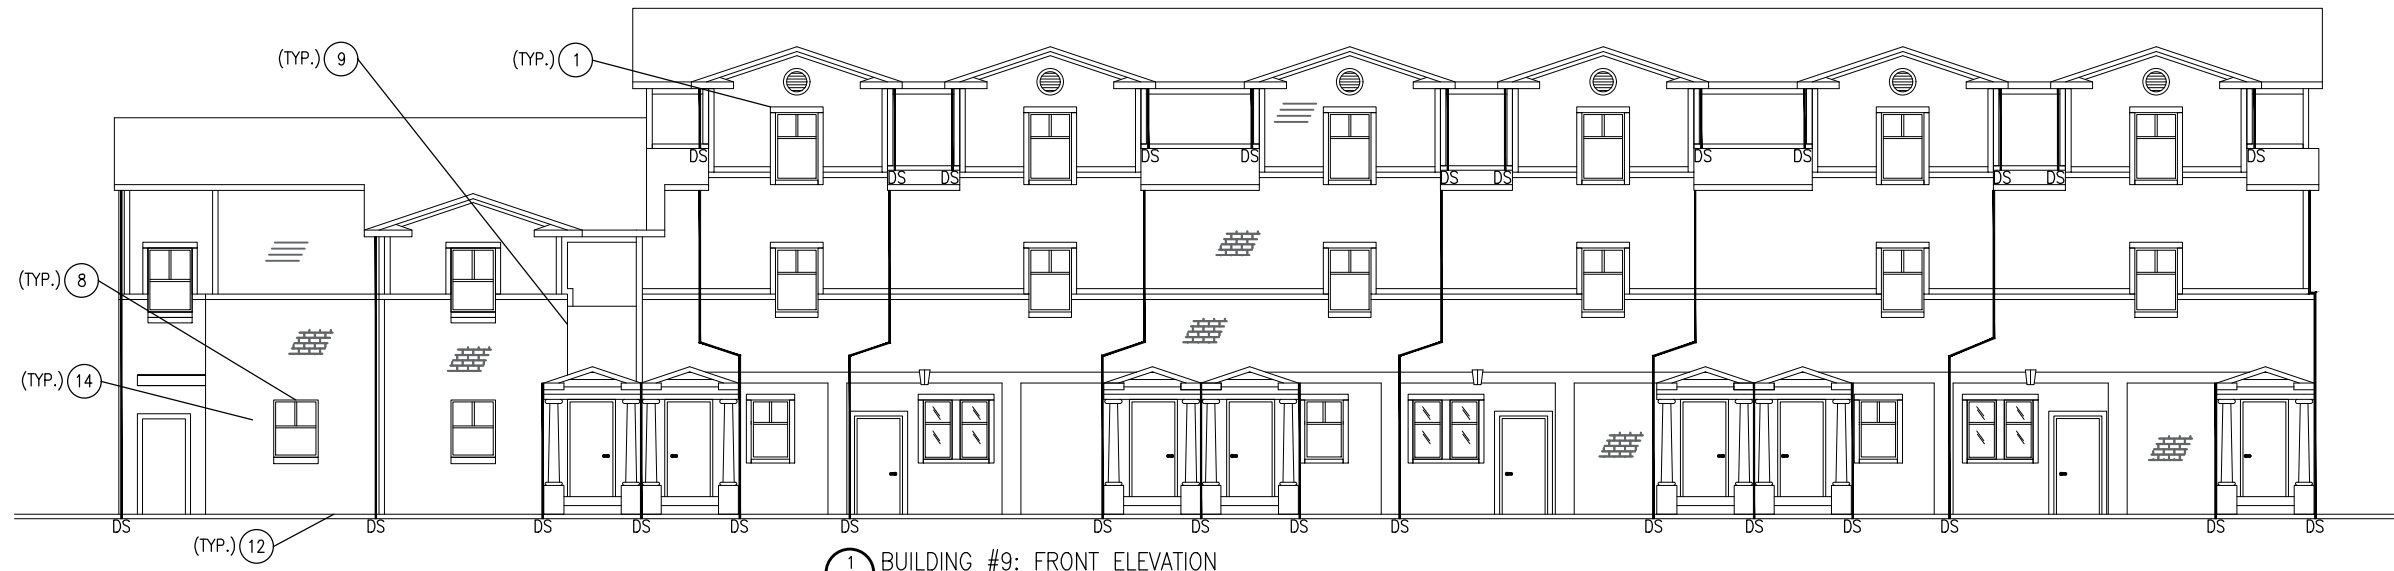 (TYP.) 9
(TYP.) 1
DS DS DS DS DS DS DS
DS DS DS DS DS DS
(TYP.) 8
(TYP.) 14
DS DS DS DS DS DS DS DS DS DS DS DS DS DS DS DS
(TYP.) 12
1 BUILDING #9: FRONT ELEVATION